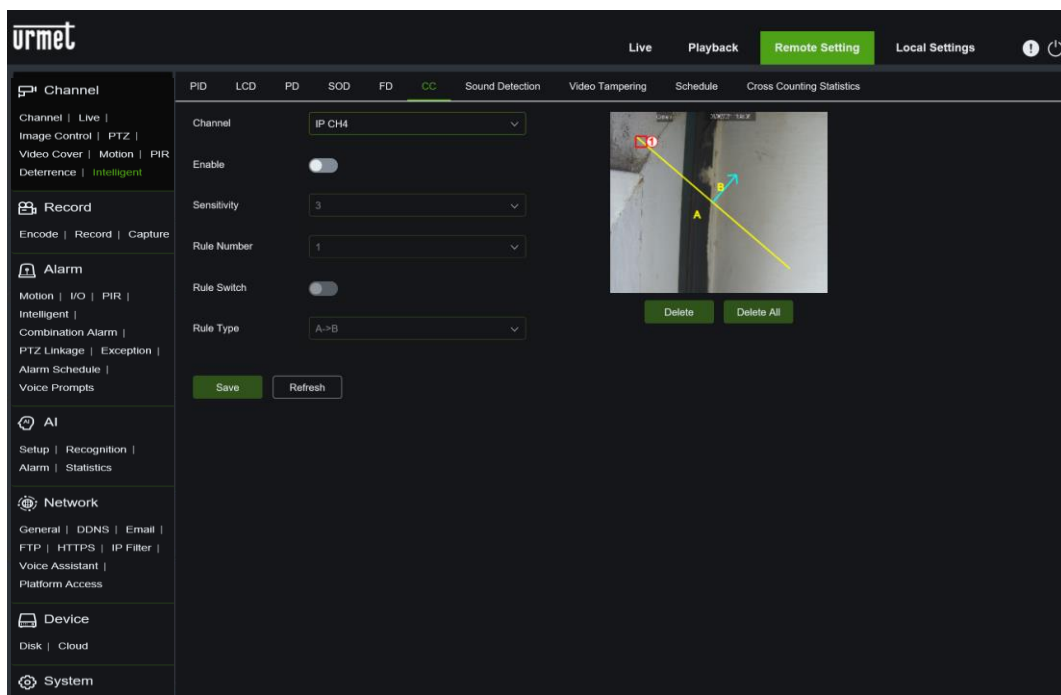 urmet
Live Playback Remote Setting Local Settings
Channel
Channel | Live |
Image Control | PTZ |
Video Cover | Motion | PIR
Deterrence | Intelligent
Record
Encode | Record | Capture
Alarm
Motion | I/O | PIR |
Intelligent |
Combination Alarm |
PTZ Linkage | Exception |
Alarm Schedule |
Voice Prompts
AI
Setup | Recognition |
Alarm | Statistics
Network
General | DDNS | Email |
FTP | HTTPS | IP Filter |
Voice Assistant |
Platform Access
Device
Disk | Cloud
System
PID LCD PD SOD FD CC Sound Detection Video Tampering Schedule Cross Counting Statistics
Channel IP CH4
Enable
Sensitivity 3
Rule Number 1
Rule Switch
Rule Type A->B
Save Refresh
1
B
A
Delete Delete All